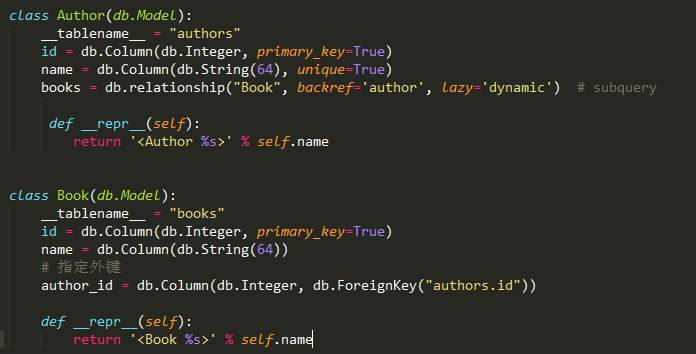 class Author(db.Model):
    __tablename__ = "authors"
    id = db.Column(db.Integer, primary_key=True)
    name = db.Column(db.String(64), unique=True)
    books = db.relationship("Book", backref='author', lazy='dynamic')  # subquery
     def __repr__(self):
        return '<Author %s>' % self.name
class Book(db.Model):
    __tablename__ = "books"
    id = db.Column(db.Integer, primary_key=True)
    name = db.Column(db.String(64))
    # 指定外键
    author_id = db.Column(db.Integer, db.ForeignKey("authors.id"))
    def __repr__(self):
        return '<Book %s>' % self.name